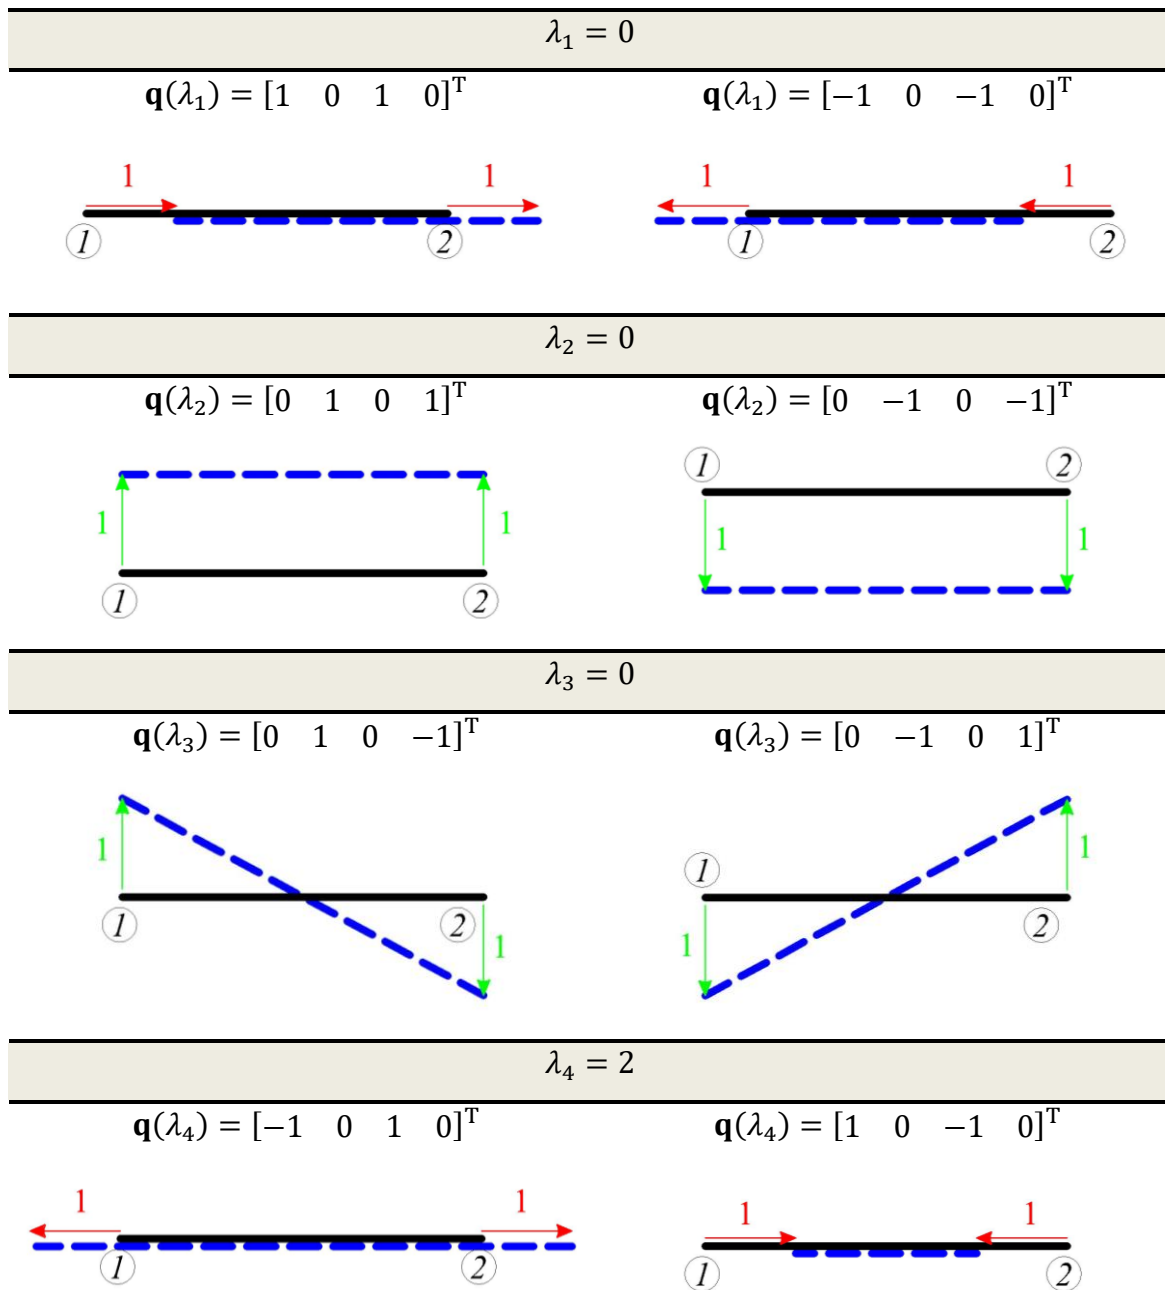 λ₁ = 0
𝐪(λ₁) = [1 0 1 0]ᵀ 𝐪(λ₁) = [−1 0 −1 0]ᵀ
1 1 1 1
1 2 1 2
λ₂ = 0
𝐪(λ₂) = [0 1 0 1]ᵀ 𝐪(λ₂) = [0 −1 0 −1]ᵀ
1 2
1 1 1 1
1 2
λ₃ = 0
𝐪(λ₃) = [0 1 0 −1]ᵀ 𝐪(λ₃) = [0 −1 0 1]ᵀ
1 1
1
1 2 2
1 1
λ₄ = 2
𝐪(λ₄) = [−1 0 1 0]ᵀ 𝐪(λ₄) = [1 0 −1 0]ᵀ
1 1 1 1
1 2 1 2